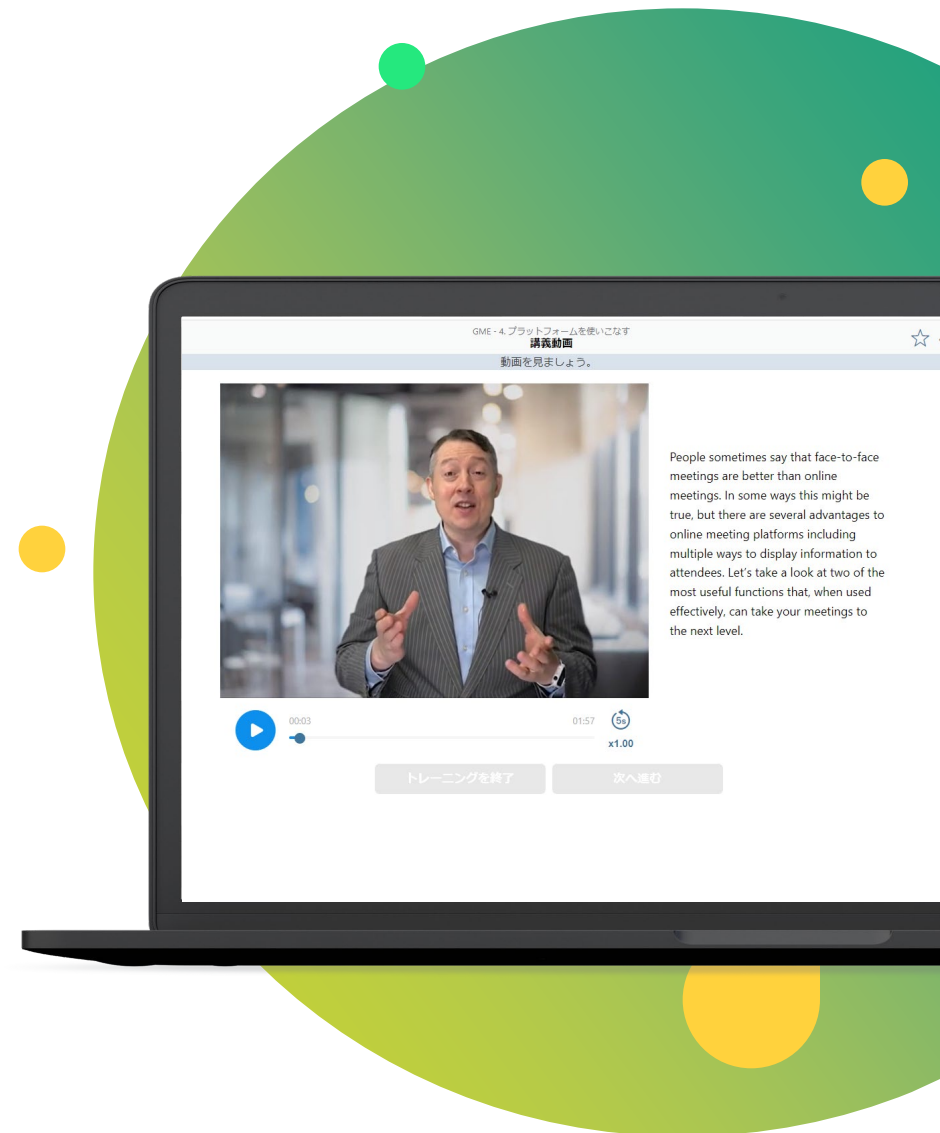 GME - 4. プラットフォームを使いこなす
講義動画
動画を見ましょう。
People sometimes say that face-to-face
meetings are better than online
meetings. In some ways this might be
true, but there are several advantages to
online meeting platforms including
multiple ways to display information to
attendees. Let's take a look at two of the
most useful functions that, when used
effectively, can take your meetings to
the next level.
00:03
01:57
5s
x1.00
トレーニングを終了
次へ進む